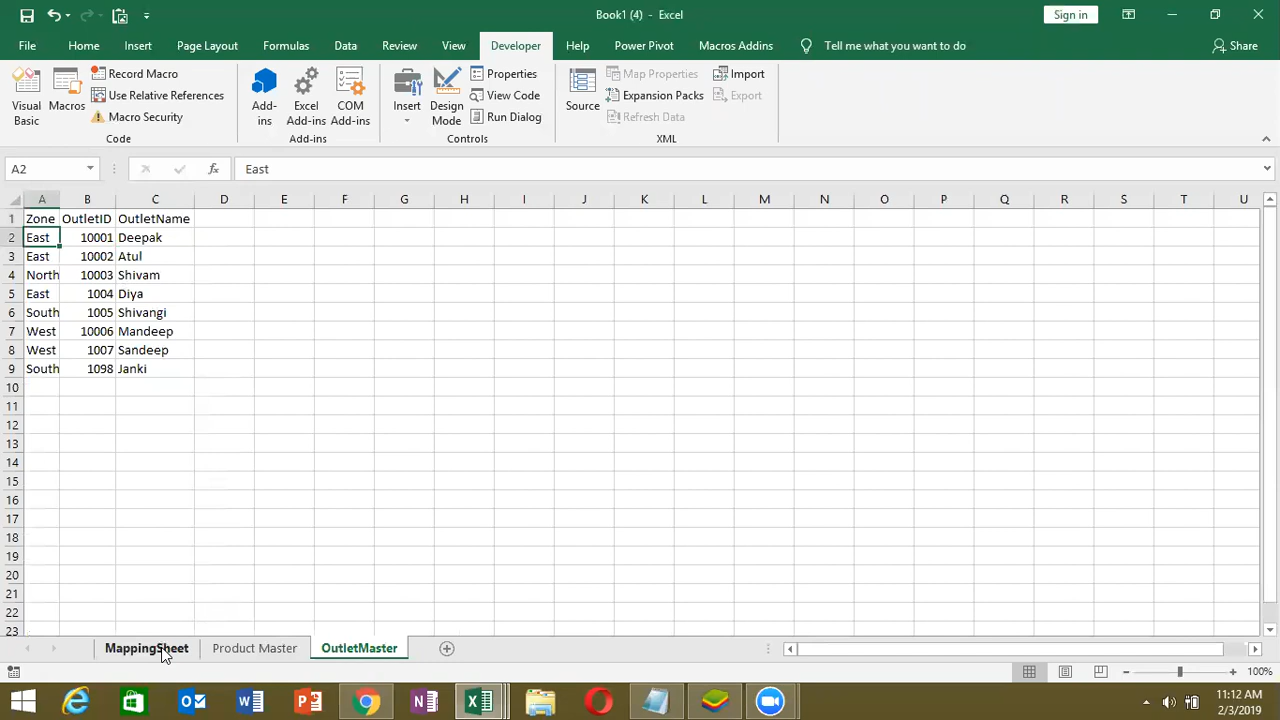 Book1 (4) - Excel
Sign in
File Home Insert Page Layout Formulas Data Review View Developer Help Power Pivot Macros Addins Tell me what you want to do Share
Visual Basic
Macros
Record Macro
Use Relative References
Macro Security
Code
Add-ins
Excel Add-ins
COM Add-ins
Add-ins
Insert
Design Mode
Properties
View Code
Run Dialog
Controls
Source
Map Properties
Expansion Packs
Refresh Data
Import
Export
XML
A2 fx East
A B C D E F G H I J K L M N O P Q R S T U
1 Zone OutletID OutletName
2 East 10001 Deepak
3 East 10002 Atul
4 North 10003 Shivam
5 East 1004 Diya
6 South 1005 Shivangi
7 West 10006 Mandeep
8 West 1007 Sandeep
9 South 1098 Janki
10
11
12
13
14
15
16
17
18
19
20
21
22
23
MappingSheet Product Master OutletMaster
100%
11:12 AM
2/3/2019